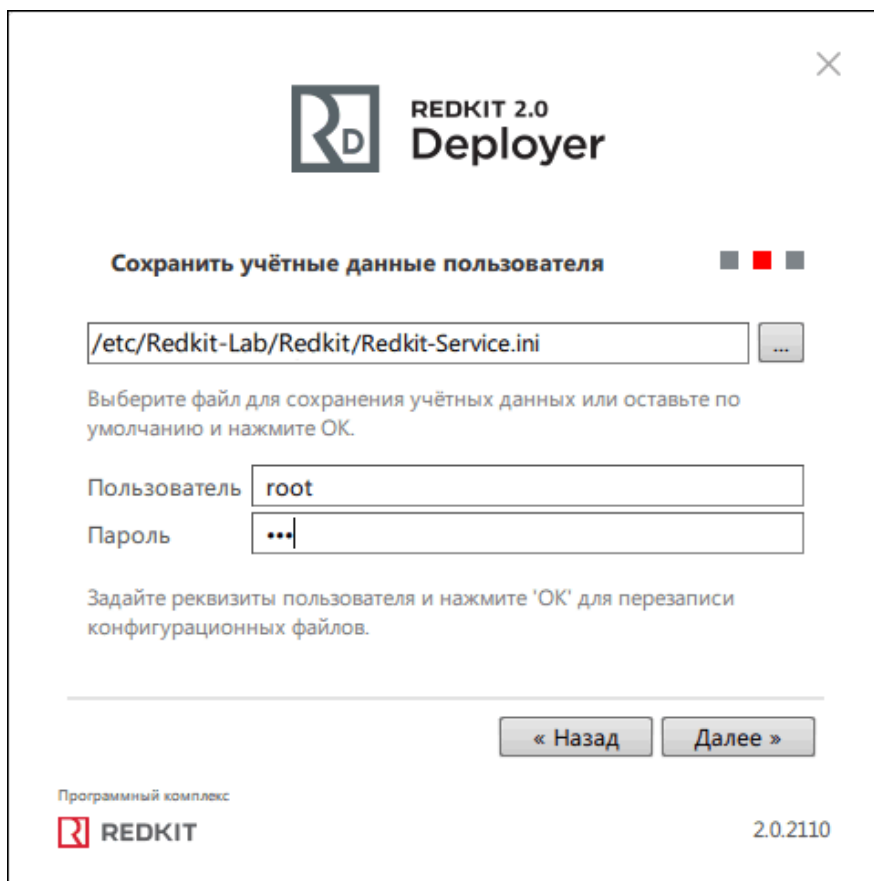 REDKIT 2.0
Deployer
Сохранить учётные данные пользователя
/etc/Redkit-Lab/Redkit/Redkit-Service.ini
...
Выберите файл для сохранения учётных данных или оставьте по
умолчанию и нажмите ОК.
Пользователь root
Пароль •••
Задайте реквизиты пользователя и нажмите 'ОК' для перезаписи
конфигурационных файлов.
« Назад Далее »
Программный комплекс
REDKIT
2.0.2110